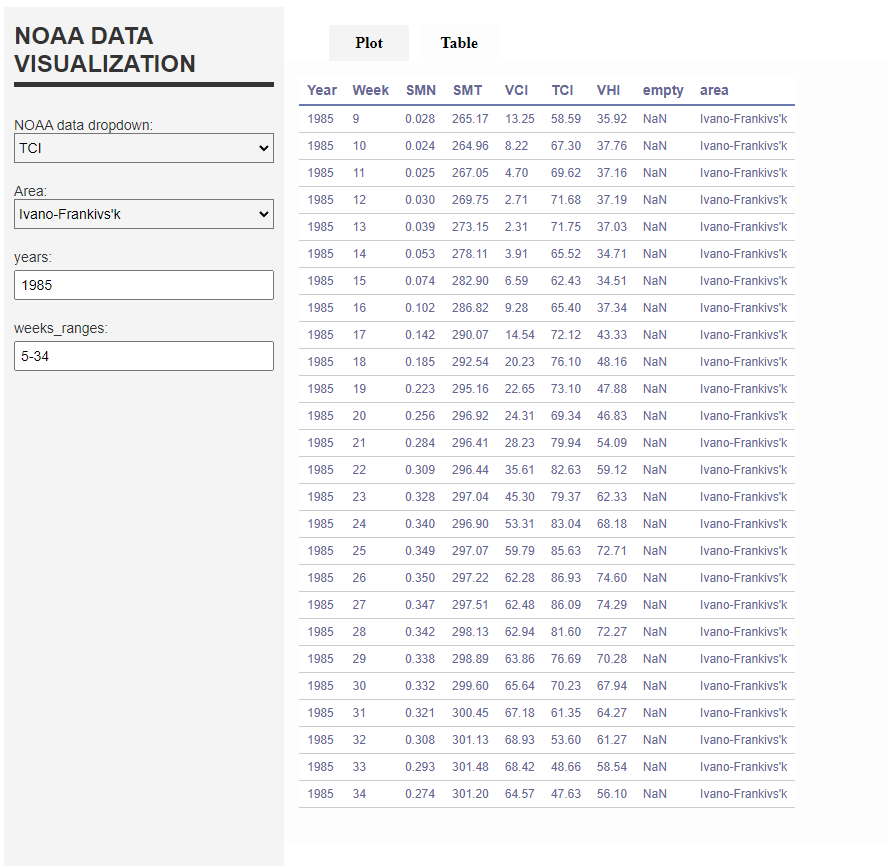 NOAA DATA
VISUALIZATION
NOAA data dropdown:
TCI
Area:
Ivano-Frankivs'k
years:
1985
weeks_ranges:
5-34
Plot Table
Year Week SMN SMT VCI TCI VHI empty area
1985 9 0.028 265.17 13.25 58.59 35.92 NaN Ivano-Frankivs'k
1985 10 0.024 264.96 8.22 67.30 37.76 NaN Ivano-Frankivs'k
1985 11 0.025 267.05 4.70 69.62 37.16 NaN Ivano-Frankivs'k
1985 12 0.030 269.75 2.71 71.68 37.19 NaN Ivano-Frankivs'k
1985 13 0.039 273.15 2.31 71.75 37.03 NaN Ivano-Frankivs'k
1985 14 0.053 278.11 3.91 65.52 34.71 NaN Ivano-Frankivs'k
1985 15 0.074 282.90 6.59 62.43 34.51 NaN Ivano-Frankivs'k
1985 16 0.102 286.82 9.28 65.40 37.34 NaN Ivano-Frankivs'k
1985 17 0.142 290.07 14.54 72.12 43.33 NaN Ivano-Frankivs'k
1985 18 0.185 292.54 20.23 76.10 48.16 NaN Ivano-Frankivs'k
1985 19 0.223 295.16 22.65 73.10 47.88 NaN Ivano-Frankivs'k
1985 20 0.256 296.92 24.31 69.34 46.83 NaN Ivano-Frankivs'k
1985 21 0.284 296.41 28.23 79.94 54.09 NaN Ivano-Frankivs'k
1985 22 0.309 296.44 35.61 82.63 59.12 NaN Ivano-Frankivs'k
1985 23 0.328 297.04 45.30 79.37 62.33 NaN Ivano-Frankivs'k
1985 24 0.340 296.90 53.31 83.04 68.18 NaN Ivano-Frankivs'k
1985 25 0.349 297.07 59.79 85.63 72.71 NaN Ivano-Frankivs'k
1985 26 0.350 297.22 62.28 86.93 74.60 NaN Ivano-Frankivs'k
1985 27 0.347 297.51 62.48 86.09 74.29 NaN Ivano-Frankivs'k
1985 28 0.342 298.13 62.94 81.60 72.27 NaN Ivano-Frankivs'k
1985 29 0.338 298.89 63.86 76.69 70.28 NaN Ivano-Frankivs'k
1985 30 0.332 299.60 65.64 70.23 67.94 NaN Ivano-Frankivs'k
1985 31 0.321 300.45 67.18 61.35 64.27 NaN Ivano-Frankivs'k
1985 32 0.308 301.13 68.93 53.60 61.27 NaN Ivano-Frankivs'k
1985 33 0.293 301.48 68.42 48.66 58.54 NaN Ivano-Frankivs'k
1985 34 0.274 301.20 64.57 47.63 56.10 NaN Ivano-Frankivs'k